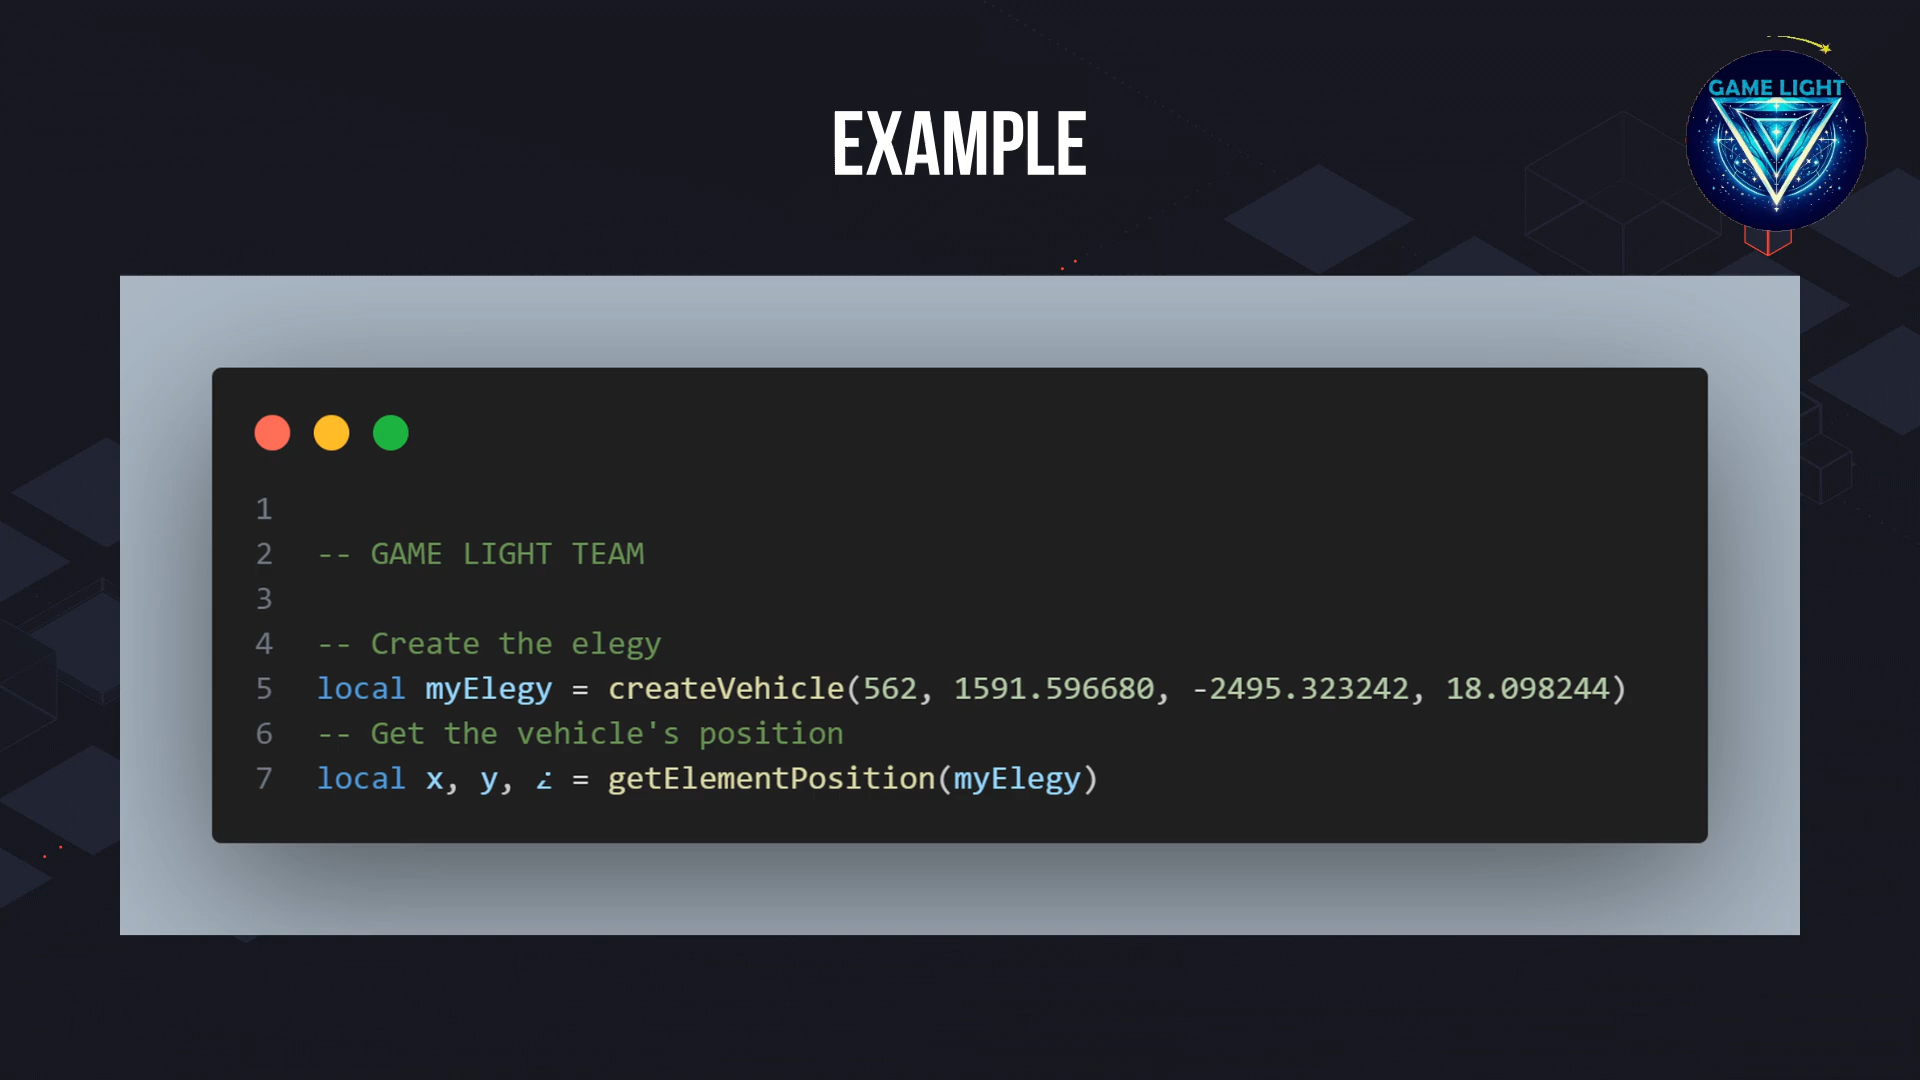 GAME LIGHT
EXAMPLE
1
2 -- GAME LIGHT TEAM
3
4 -- Create the elegy
5 local myElegy = createVehicle(562, 1591.596680, -2495.323242, 18.098244)
6 -- Get the vehicle's position
7 local x, y, z = getElementPosition(myElegy)